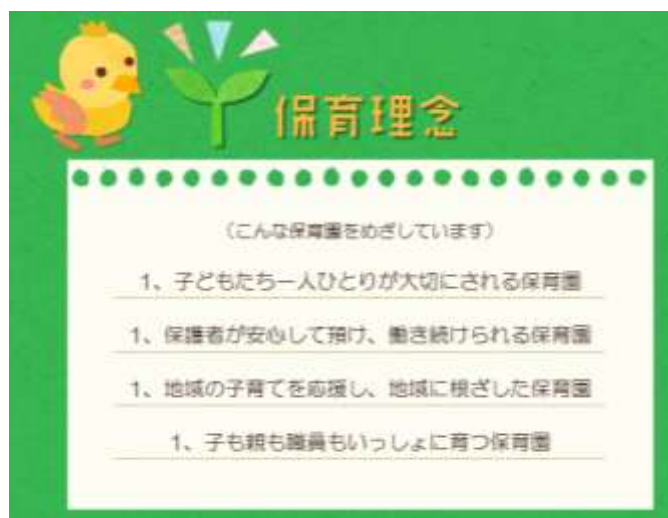 保育理念
（こんな保育園をめざしています）
1、子どもたち一人ひとりが大切にされる保育園
1、保護者が安心して預け、働き続けられる保育園
1、地域の子育てを応援し、地域に根ざした保育園
1、子も親も職員もいっしょに育つ保育園